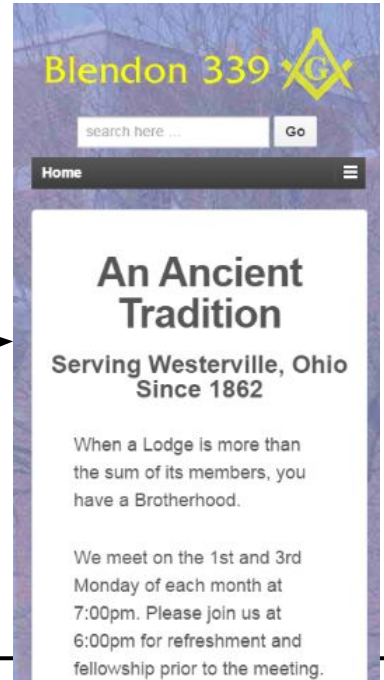 Blendon 339 G
search here ... Go
Home
An Ancient
Tradition
Serving Westerville, Ohio
Since 1862
When a Lodge is more than
the sum of its members, you
have a Brotherhood.
We meet on the 1st and 3rd
Monday of each month at
7:00pm. Please join us at
6:00pm for refreshment and
fellowship prior to the meeting.